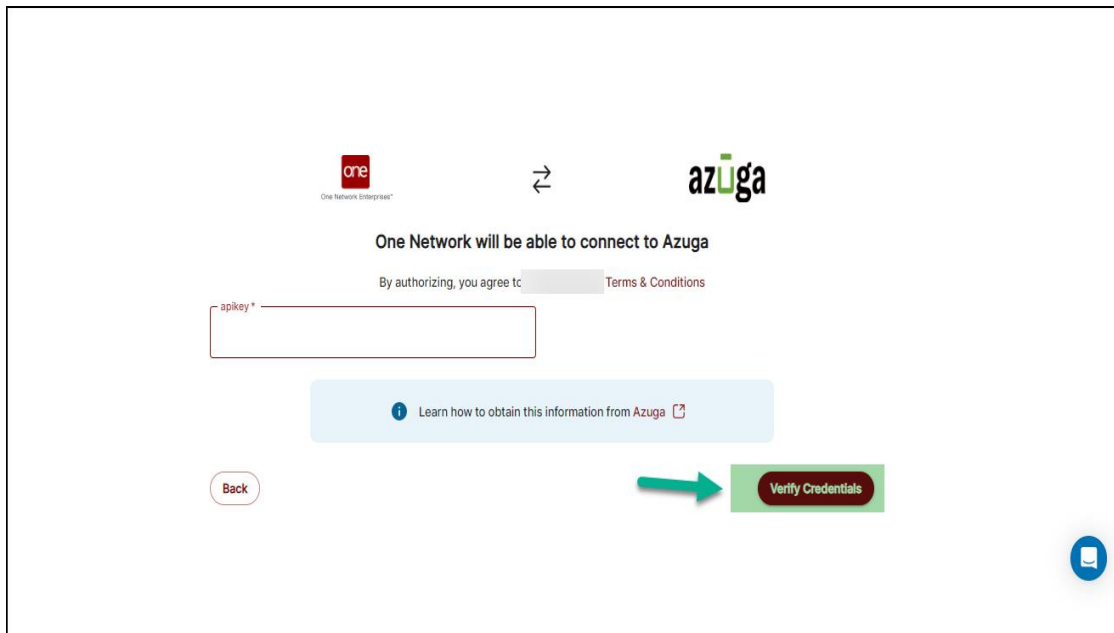 one
One Network Enterprises™
azūga
One Network will be able to connect to Azuga
By authorizing, you agree to Terms & Conditions
apikey *
Learn how to obtain this information from Azuga
Back
Verify Credentials